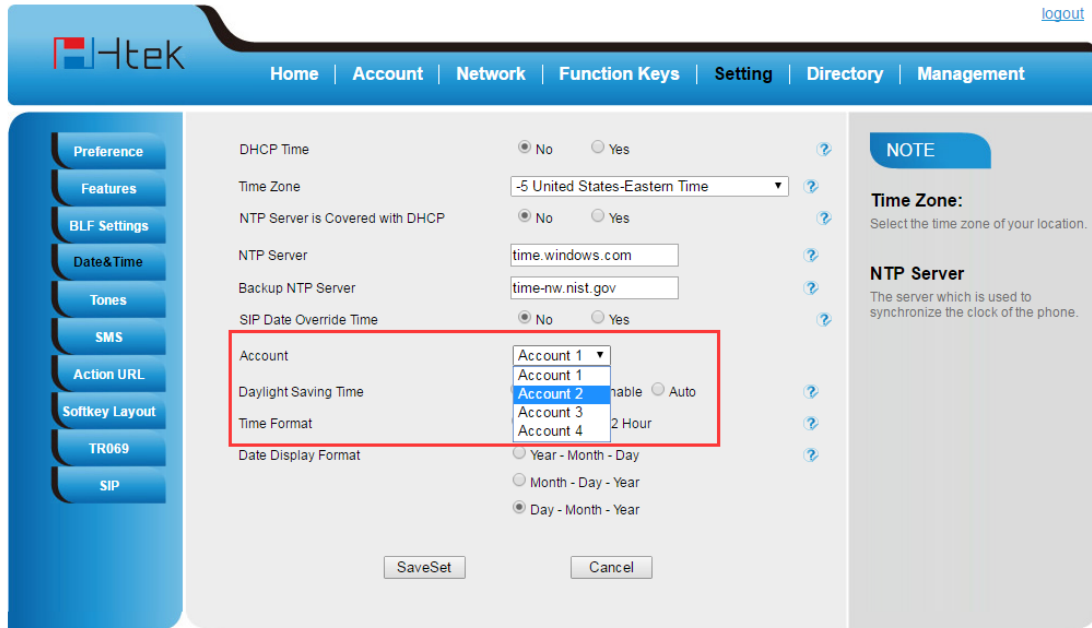 logout
Htek
Home Account Network Function Keys Setting Directory Management
Preference
Features
BLF Settings
Date&Time
Tones
SMS
Action URL
Softkey Layout
TR069
SIP
DHCP Time No Yes
Time Zone -5 United States-Eastern Time
NTP Server is Covered with DHCP No Yes
NTP Server time.windows.com
Backup NTP Server time-nw.nist.gov
SIP Date Override Time No Yes
Account Account 1
Account 1
Daylight Saving Time Account 2 nable Auto
Account 3
Time Format Account 4 2 Hour
Date Display Format Year - Month - Day
Month - Day - Year
Day - Month - Year
SaveSet Cancel
NOTE
Time Zone:
Select the time zone of your location.
NTP Server
The server which is used to
synchronize the clock of the phone.